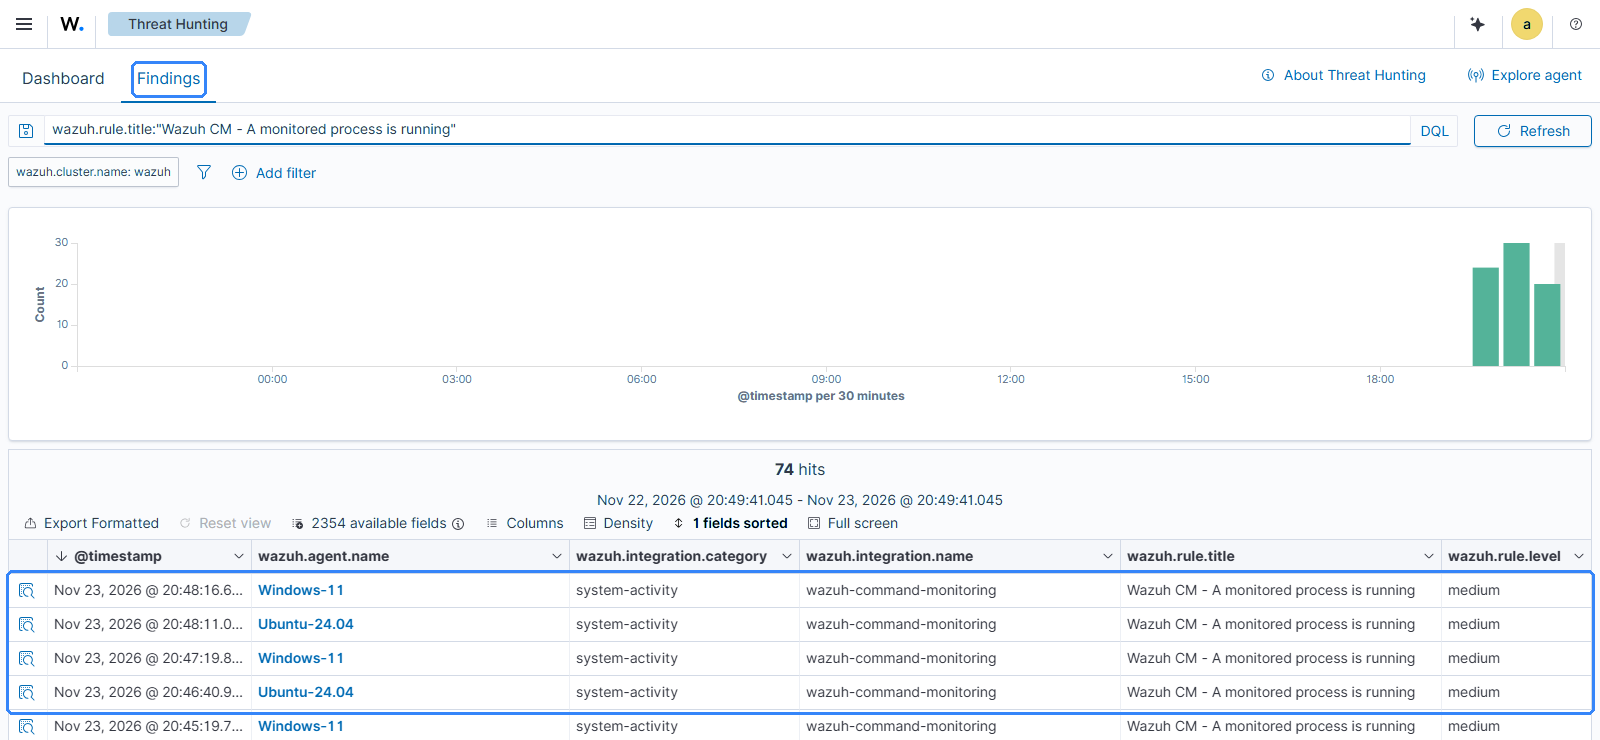 W. Threat Hunting a
Dashboard Findings About Threat Hunting Explore agent
wazuh.rule.title:"Wazuh CM - A monitored process is running" DQL Refresh
wazuh.cluster.name: wazuh Add filter
30
20
10
0
Count
00:00 03:00 06:00 09:00 12:00 15:00 18:00
@timestamp per 30 minutes
74 hits
Nov 22, 2026 @ 20:49:41.045 - Nov 23, 2026 @ 20:49:41.045
Export Formatted Reset view 2354 available fields Columns Density 1 fields sorted Full screen
@timestamp wazuh.agent.name wazuh.integration.category wazuh.integration.name wazuh.rule.title wazuh.rule.level
Nov 23, 2026 @ 20:48:16.6... Windows-11 system-activity wazuh-command-monitoring Wazuh CM - A monitored process is running medium
Nov 23, 2026 @ 20:48:11.0... Ubuntu-24.04 system-activity wazuh-command-monitoring Wazuh CM - A monitored process is running medium
Nov 23, 2026 @ 20:47:19.8... Windows-11 system-activity wazuh-command-monitoring Wazuh CM - A monitored process is running medium
Nov 23, 2026 @ 20:46:40.9... Ubuntu-24.04 system-activity wazuh-command-monitoring Wazuh CM - A monitored process is running medium
Nov 23, 2026 @ 20:45:19.7... Windows-11 system-activity wazuh-command-monitoring Wazuh CM - A monitored process is running medium